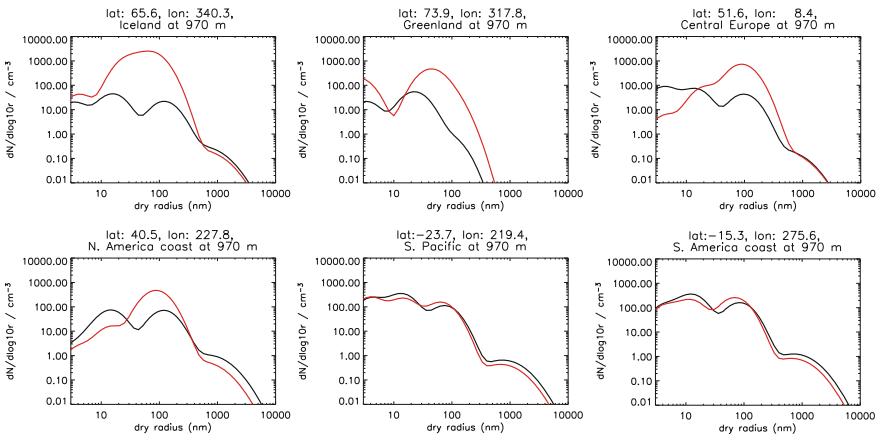 lat: 65.6, lon: 340.3,
Iceland at 970 m
dN/dlog10r / cm⁻³
10000.00
1000.00
100.00
10.00
1.00
0.10
0.01
10 100 1000 10000
dry radius (nm)
lat: 73.9, lon: 317.8,
Greenland at 970 m
dN/dlog10r / cm⁻³
10000.00
1000.00
100.00
10.00
1.00
0.10
0.01
10 100 1000 10000
dry radius (nm)
lat: 51.6, lon: 8.4,
Central Europe at 970 m
dN/dlog10r / cm⁻³
10000.00
1000.00
100.00
10.00
1.00
0.10
0.01
10 100 1000 10000
dry radius (nm)
lat: 40.5, lon: 227.8,
N. America coast at 970 m
dN/dlog10r / cm⁻³
10000.00
1000.00
100.00
10.00
1.00
0.10
0.01
10 100 1000 10000
dry radius (nm)
lat:−23.7, lon: 219.4,
S. Pacific at 970 m
dN/dlog10r / cm⁻³
10000.00
1000.00
100.00
10.00
1.00
0.10
0.01
10 100 1000 10000
dry radius (nm)
lat:−15.3, lon: 275.6,
S. America coast at 970 m
dN/dlog10r / cm⁻³
10000.00
1000.00
100.00
10.00
1.00
0.10
0.01
10 100 1000 10000
dry radius (nm)